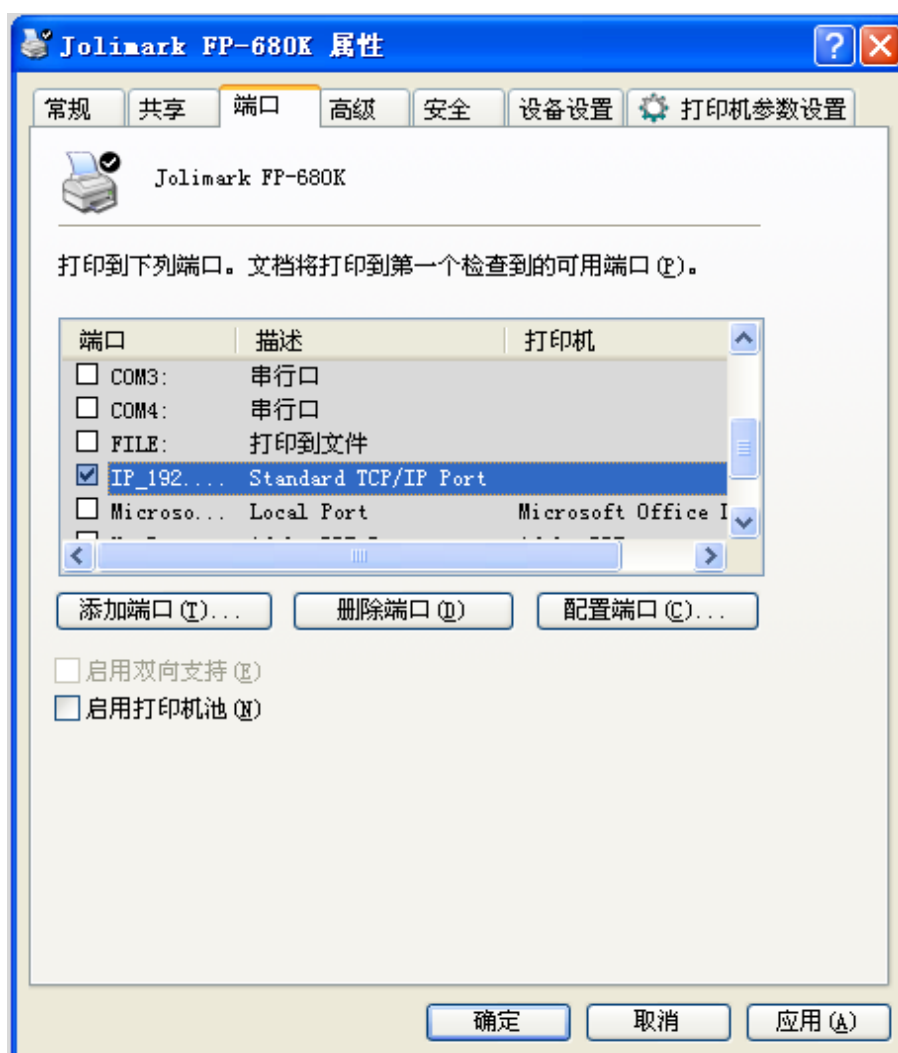 Jolimark FP-680K 属性
常规 共享 端口 高级 安全 设备设置 打印机参数设置
Jolimark FP-680K
打印到下列端口。文档将打印到第一个检查到的可用端口(P)。
端口 描述 打印机
COM3: 串行口
COM4: 串行口
FILE: 打印到文件
IP_192.... Standard TCP/IP Port
Microso... Local Port Microsoft Office I
添加端口(T)... 删除端口(D) 配置端口(C)...
启用双向支持(E)
启用打印机池(N)
确定 取消 应用(A)